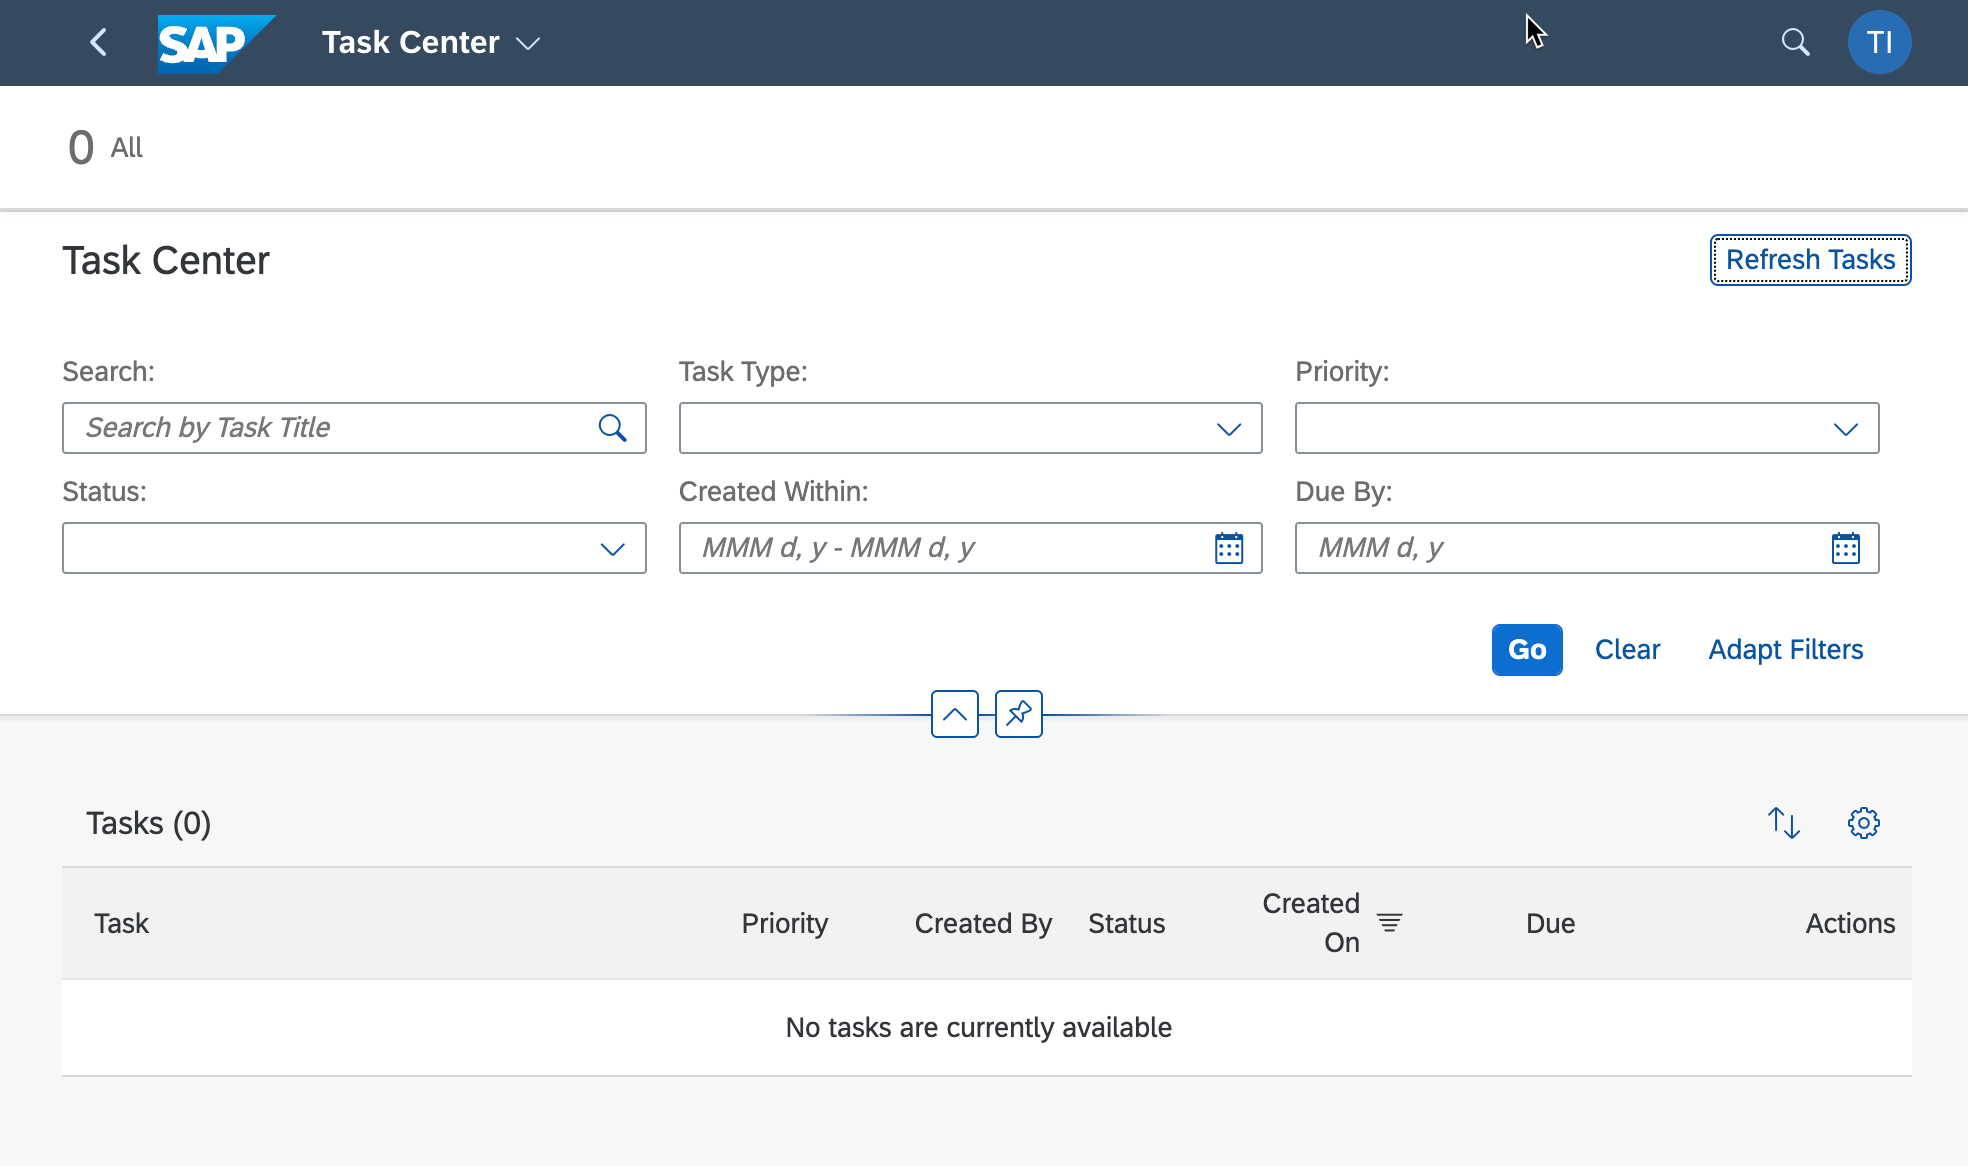 SAP Task Center TI
0 All
Task Center Refresh Tasks
Search: Task Type: Priority:
Search by Task Title
Status: Created Within: Due By:
MMM d, y - MMM d, y MMM d, y
Go Clear Adapt Filters
Tasks (0)
Task Priority Created By Status Created On Due Actions
No tasks are currently available